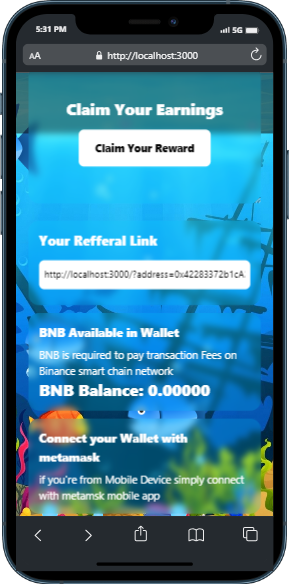 5:31 PM
5G
AA
http://localhost:3000
Claim Your Earnings
Claim Your Reward
Your Refferal Link
http://localhost:3000/?address=0x42283372b1cA
BNB Available in Wallet
BNB is required to pay transaction Fees on
Binance smart chain network
BNB Balance: 0.00000
Connect your Wallet with
metamask
if you're from Mobile Device simply connect
with metamsk mobile app